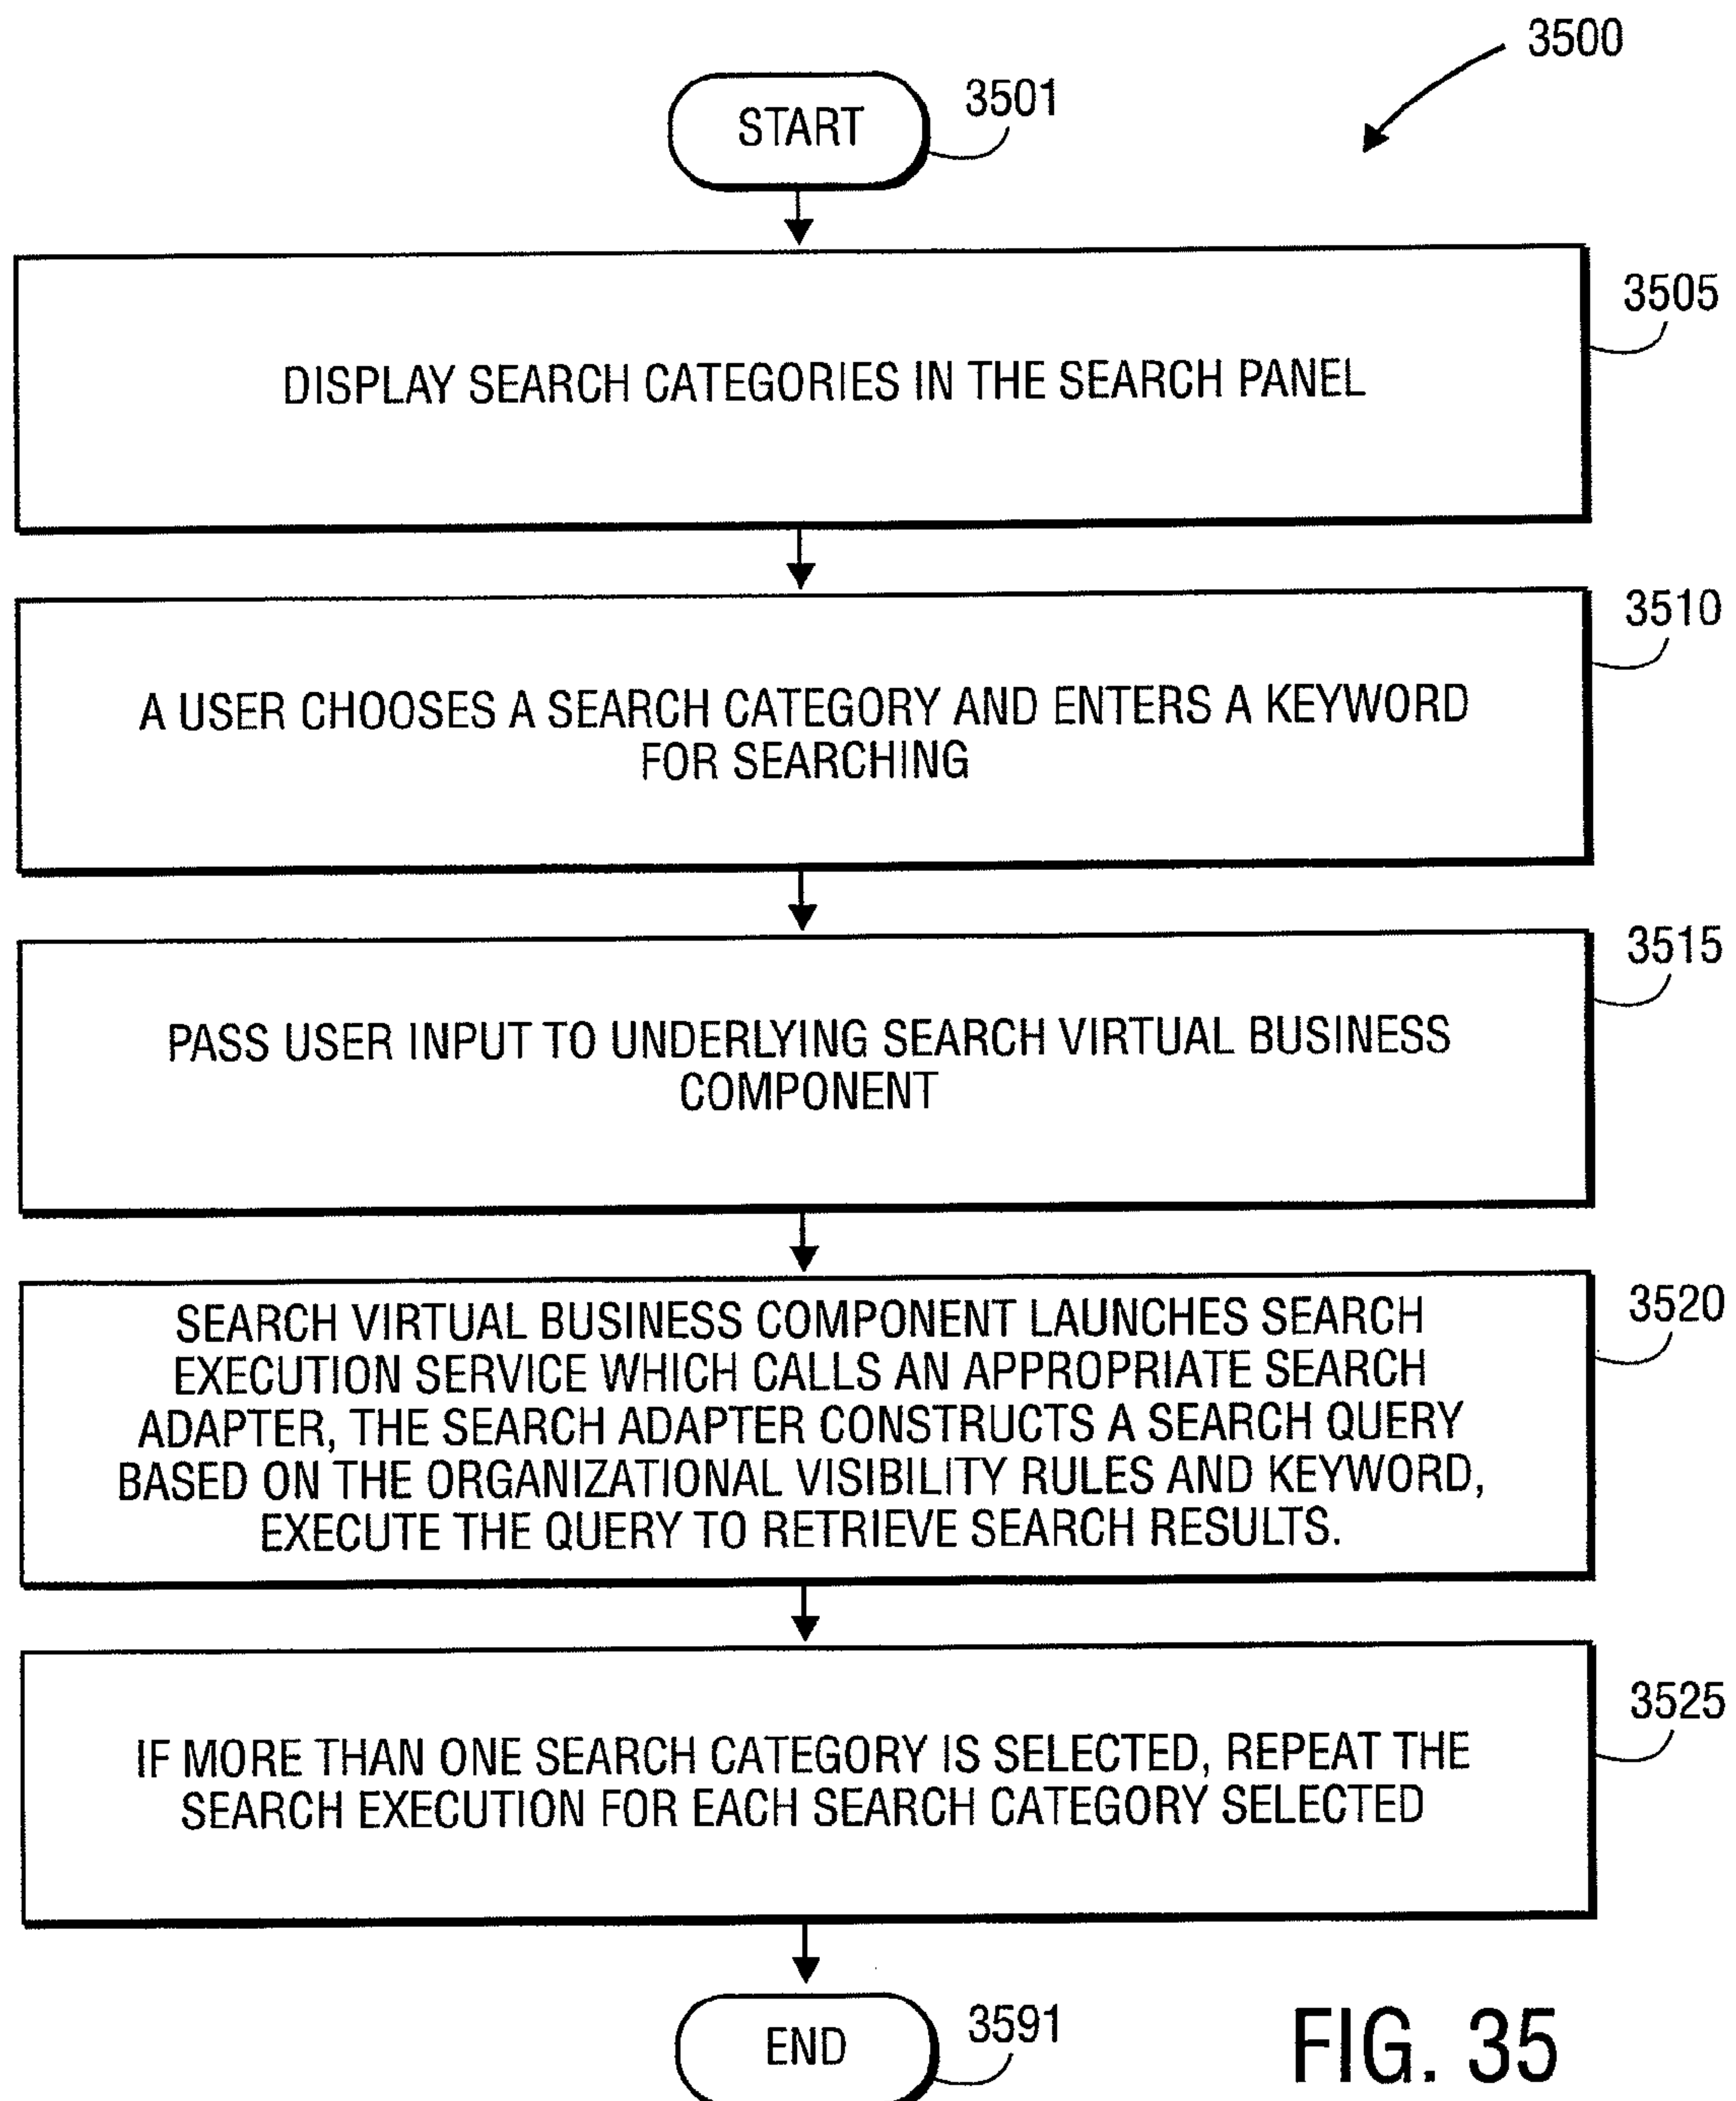 3500
START
3501
DISPLAY SEARCH CATEGORIES IN THE SEARCH PANEL
3505
A USER CHOOSES A SEARCH CATEGORY AND ENTERS A KEYWORD
FOR SEARCHING
3510
PASS USER INPUT TO UNDERLYING SEARCH VIRTUAL BUSINESS
COMPONENT
3515
SEARCH VIRTUAL BUSINESS COMPONENT LAUNCHES SEARCH
EXECUTION SERVICE WHICH CALLS AN APPROPRIATE SEARCH
ADAPTER, THE SEARCH ADAPTER CONSTRUCTS A SEARCH QUERY
BASED ON THE ORGANIZATIONAL VISIBILITY RULES AND KEYWORD,
EXECUTE THE QUERY TO RETRIEVE SEARCH RESULTS.
3520
IF MORE THAN ONE SEARCH CATEGORY IS SELECTED, REPEAT THE
SEARCH EXECUTION FOR EACH SEARCH CATEGORY SELECTED
3525
END
3591
FIG. 35